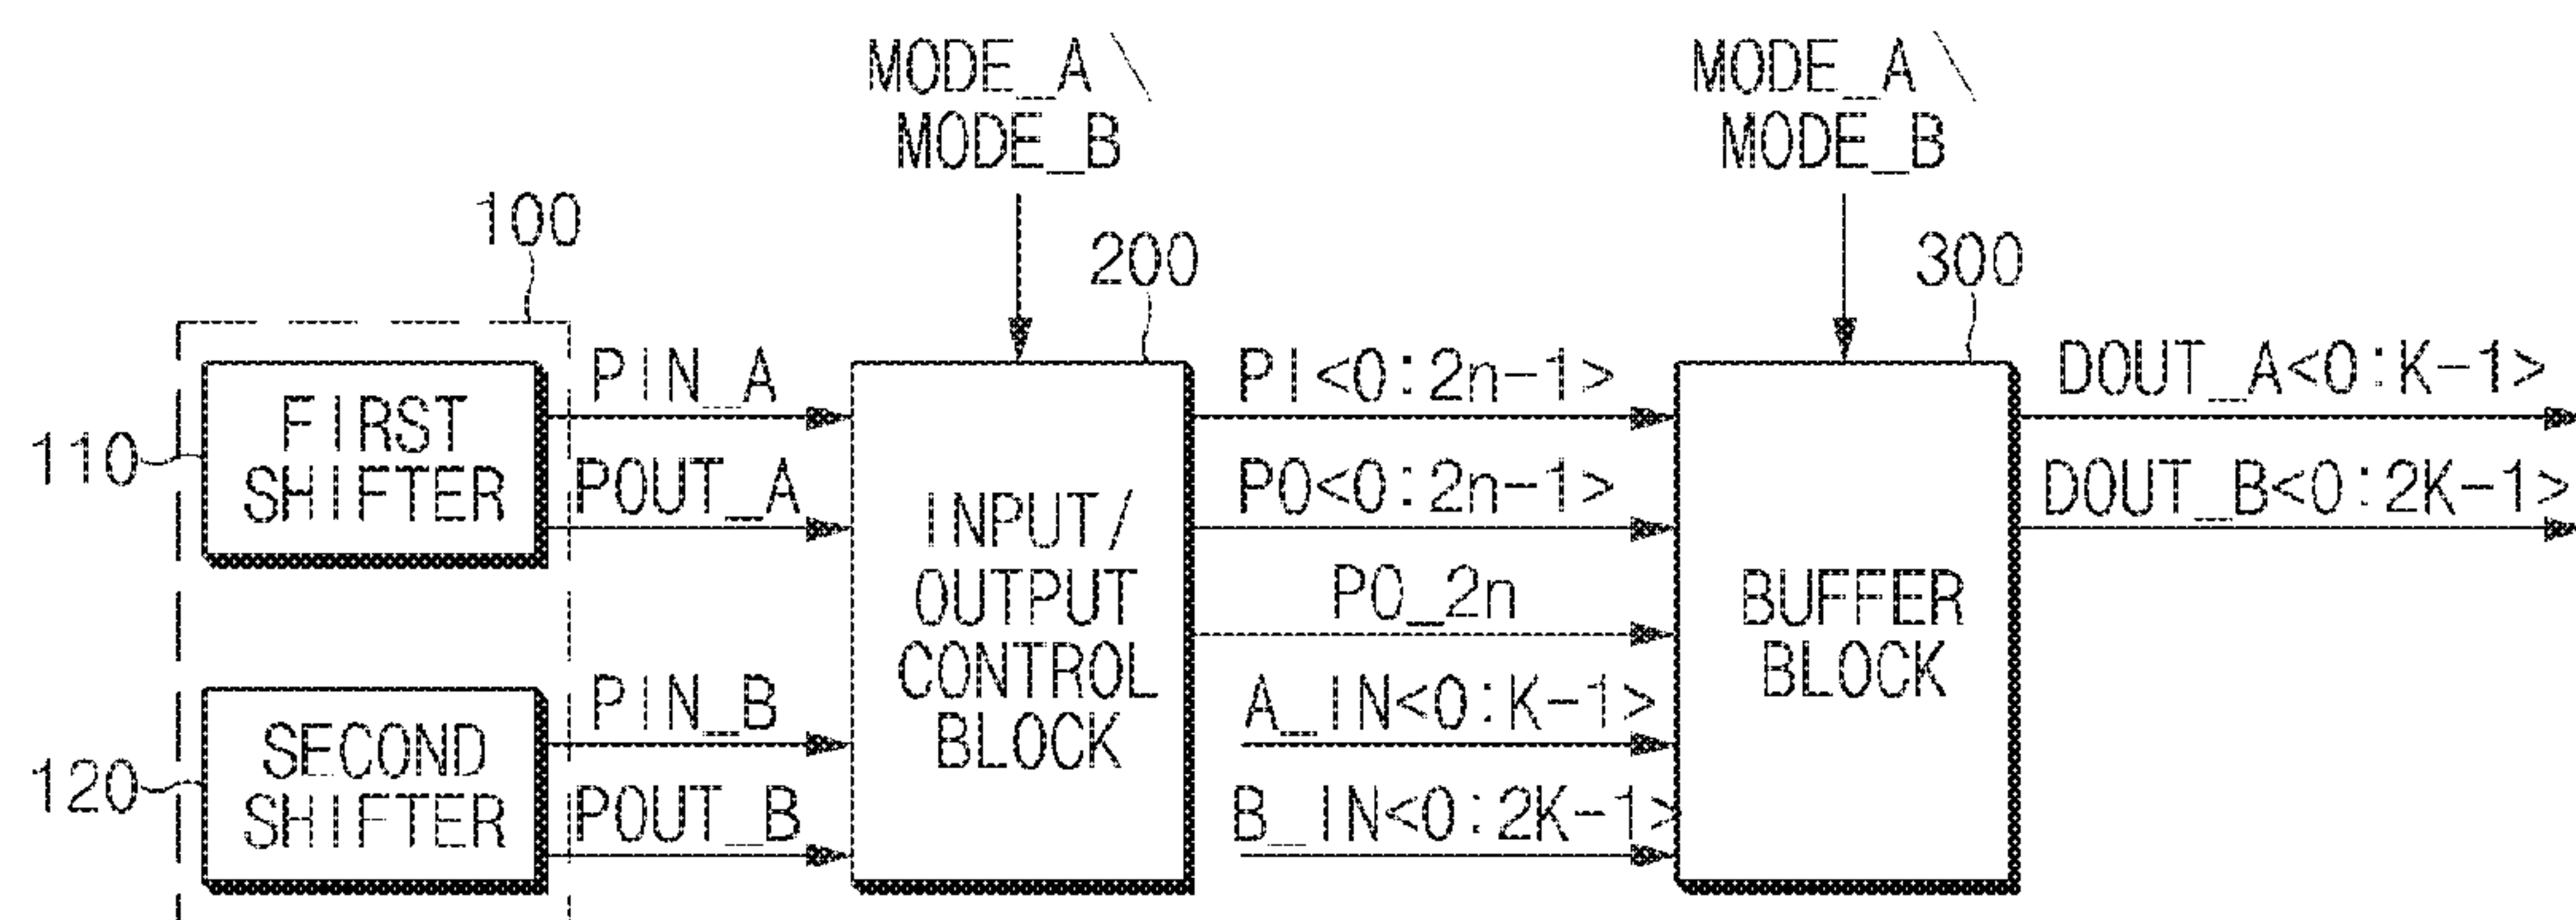 MODE_A \
MODE_B
MODE_A \
MODE_B
100
200
300
110
FIRST
SHIFTER
PIN_A
POUT_A
120
SECOND
SHIFTER
PIN_B
POUT_B
INPUT/
OUTPUT
CONTROL
BLOCK
PI<0:2n-1>
PO<0:2n-1>
PO_2n
A_IN<0:K-1>
B_IN<0:2K-1>
BUFFER
BLOCK
DOUT_A<0:K-1>
DOUT_B<0:2K-1>